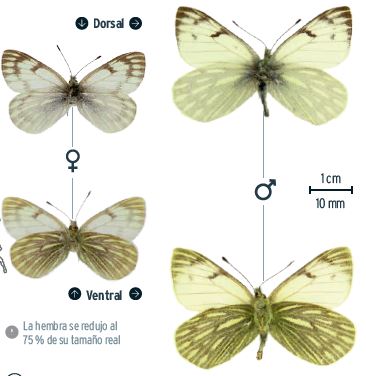 Dorsal
♀
♂
1 cm
10 mm
Ventral
La hembra se redujo al
75 % de su tamaño real